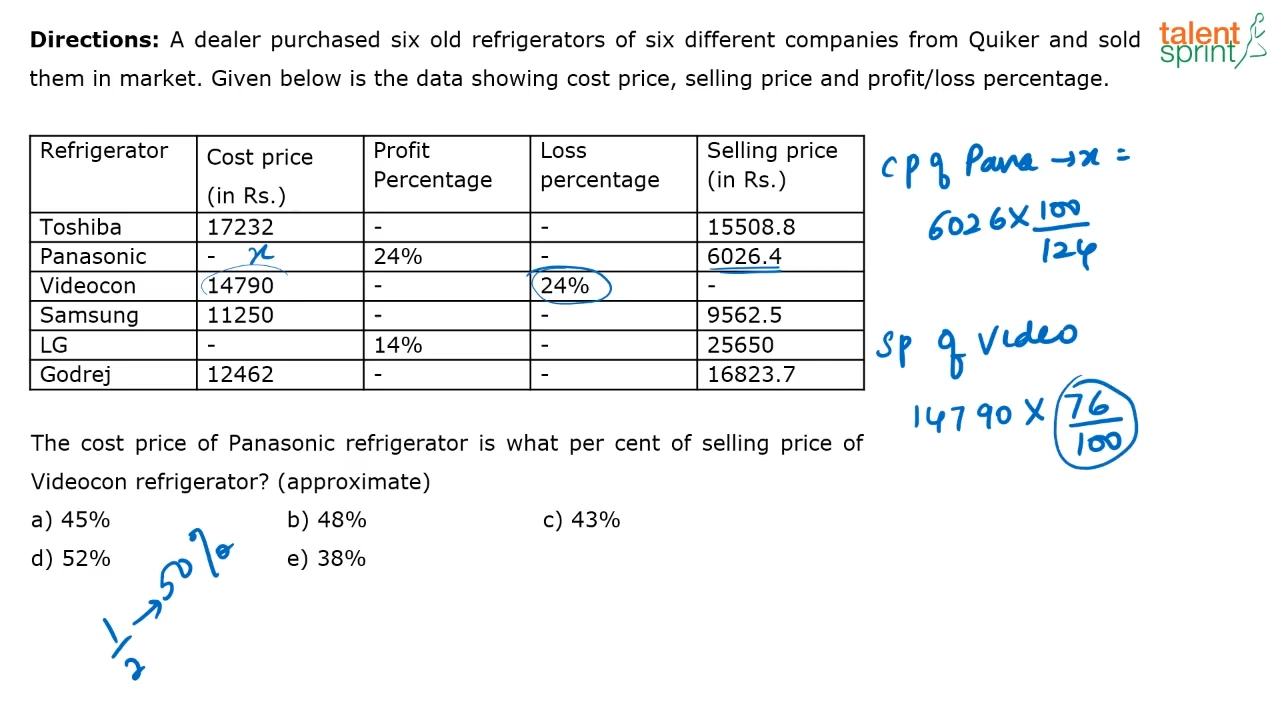 Directions: A dealer purchased six old refrigerators of six different companies from Quiker and sold
them in market. Given below is the data showing cost price, selling price and profit/loss percentage.
talent
sprint
Refrigerator Cost price (in Rs.) Profit Percentage Loss percentage Selling price (in Rs.)
Toshiba 17232 - - 15508.8
Panasonic - x 24% - 6026.4
Videocon 14790 - 24% -
Samsung 11250 - - 9562.5
LG - 14% - 25650
Godrej 12462 - - 16823.7
CP of Pana → x =
6026 × 100/124
SP of Video
14790 × 76/100
The cost price of Panasonic refrigerator is what per cent of selling price of
Videocon refrigerator? (approximate)
a) 45% b) 48% c) 43%
d) 52% e) 38%
1/2 → 50%